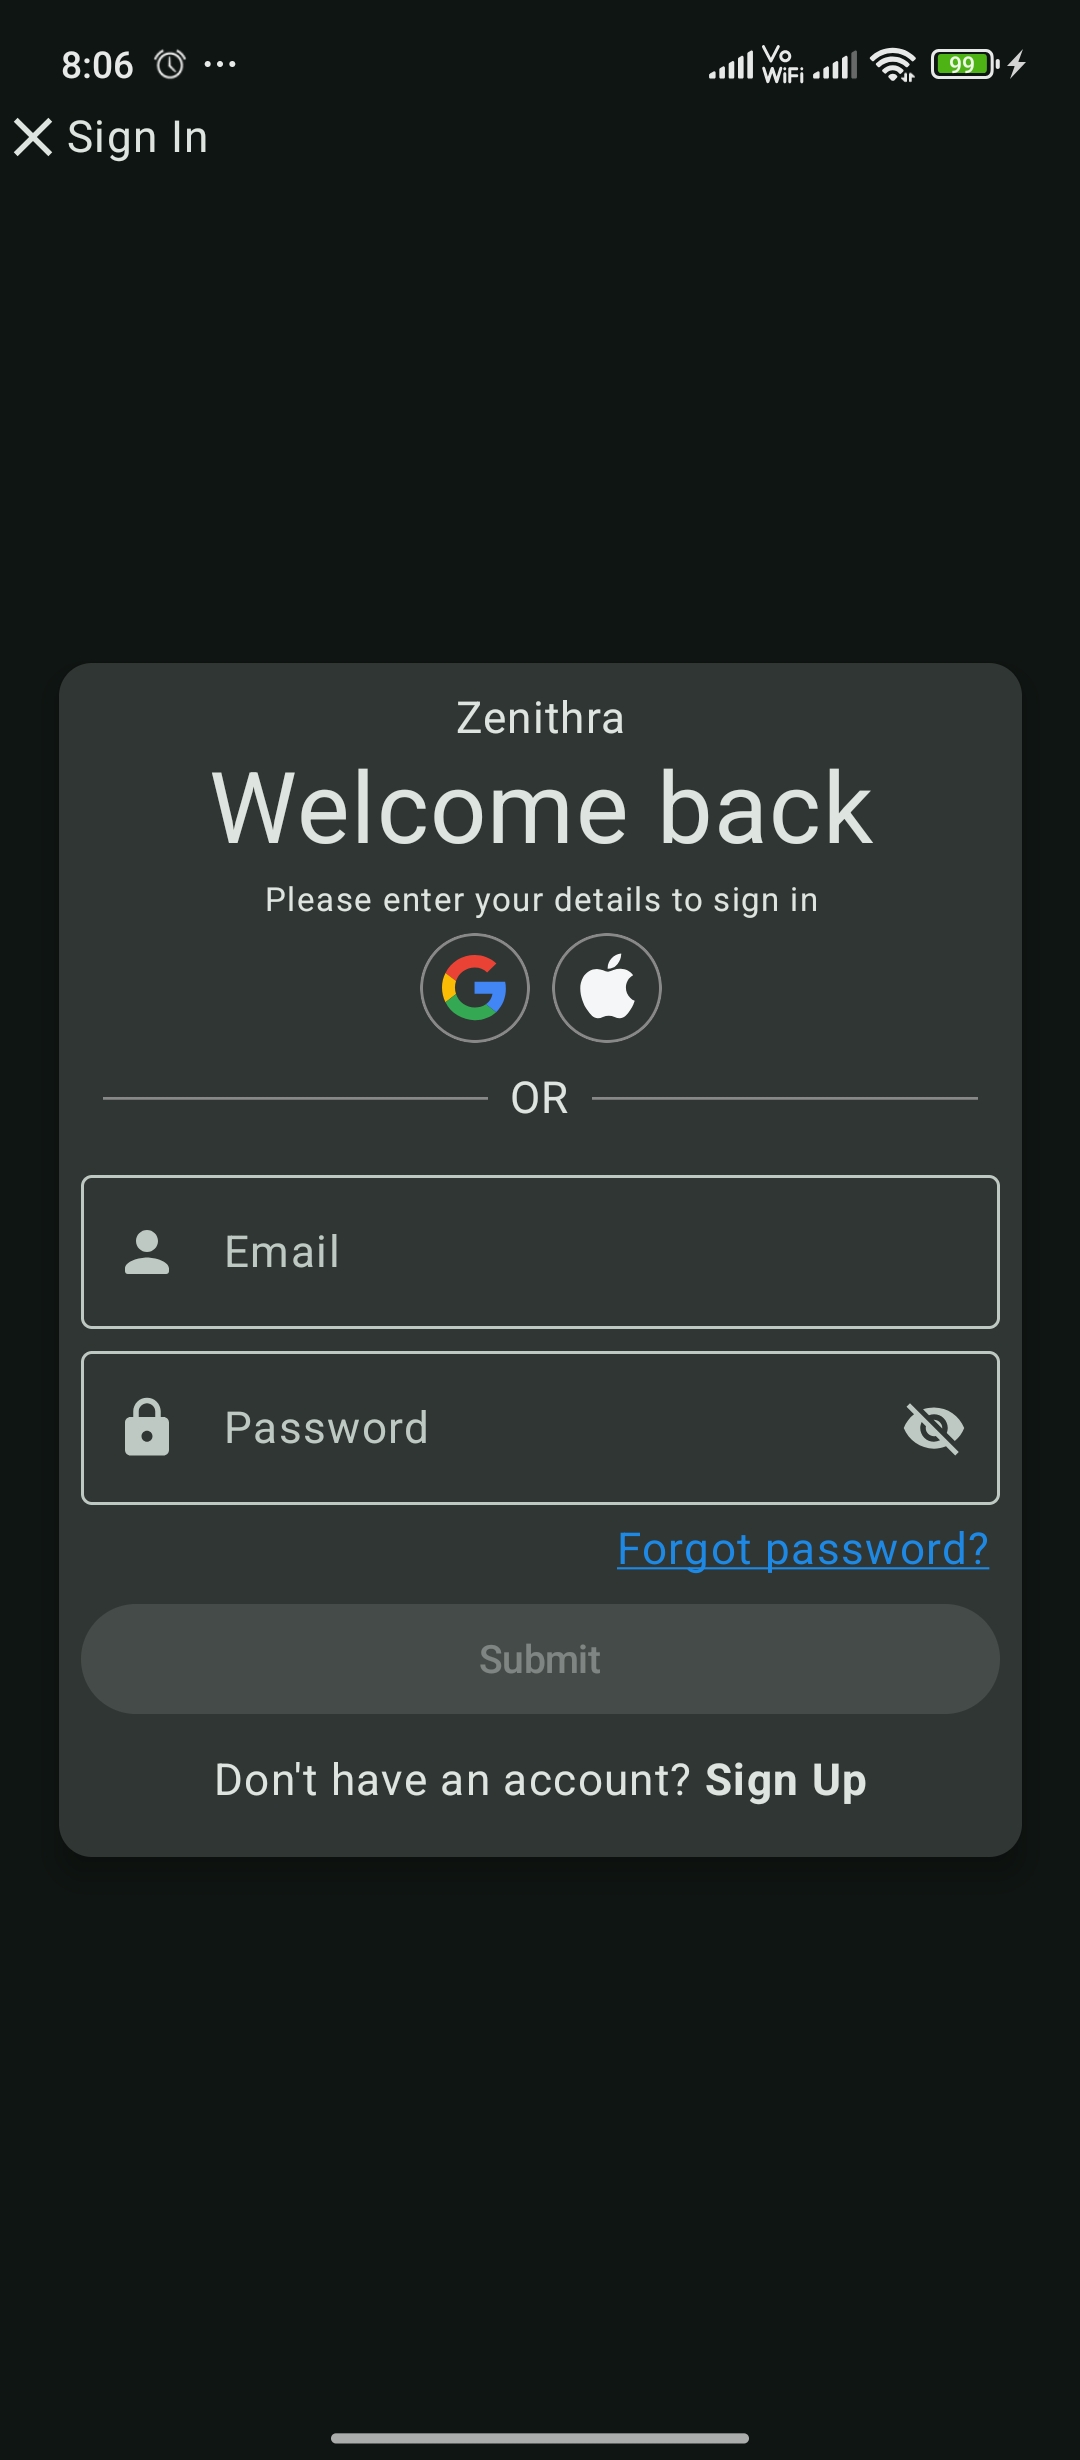 8:06
Vo
WiFi
99
Sign In
Zenithra
Welcome back
Please enter your details to sign in
OR
Email
Password
Forgot password?
Submit
Don't have an account? Sign Up